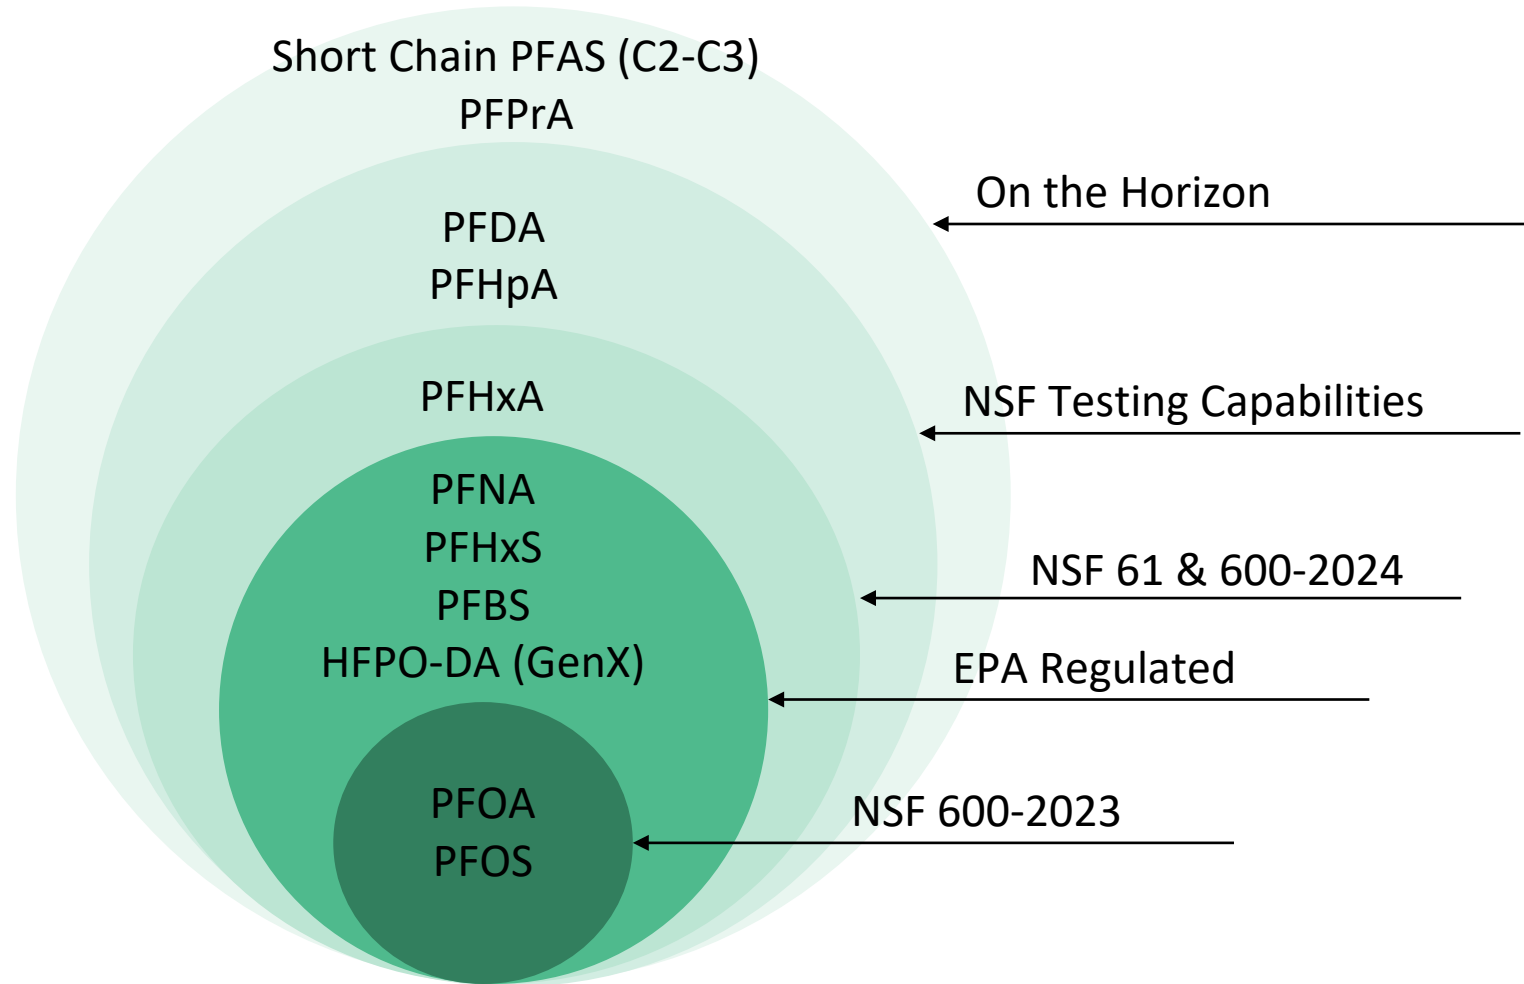 Short Chain PFAS (C2-C3)
PFPrA
On the Horizon
PFDA
PFHpA
PFHxA
NSF Testing Capabilities
PFNA
PFHxS
PFBS
HFPO-DA (GenX)
NSF 61 & 600-2024
EPA Regulated
PFOA
PFOS
NSF 600-2023